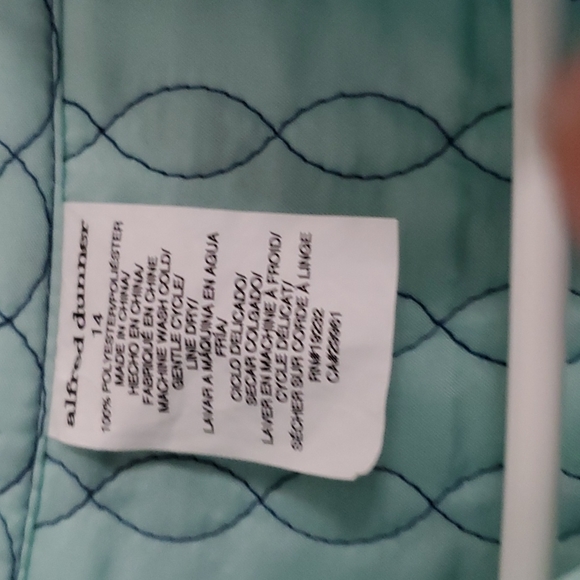 alfred dunner
14
100% POLYESTER/POLIÉSTER
MADE IN CHINA/
HECHO EN CHINA/
FABRIQUÉ EN CHINE
MACHINE WASH COLD/
GENTLE CYCLE/
LINE DRY/
LAVAR A MÁQUINA EN AGUA
FRÍA/
CICLO DELICADO/
SECAR COLGADO/
LAVER EN MACHINE À FROID/
CYCLE DÉLICAT/
SÉCHER SUR CORDE À LINGE